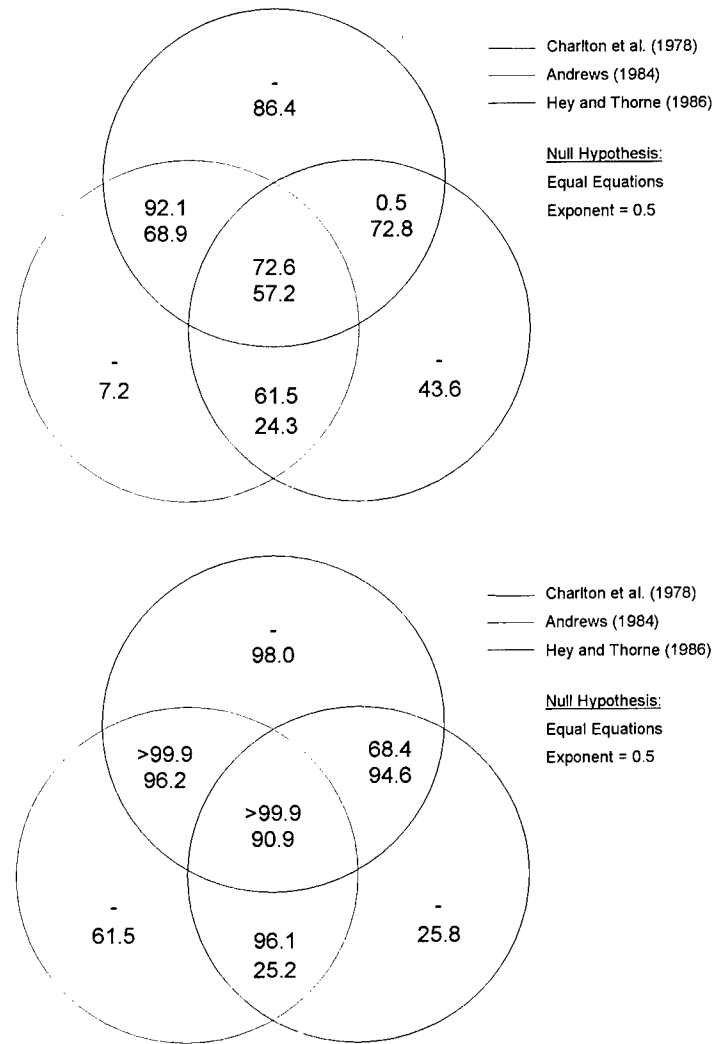 Charlton et al. (1978)
Andrews (1984)
Hey and Thorne (1986)
Null Hypothesis:
Equal Equations
Exponent = 0.5
-
86.4
92.1
68.9
0.5
72.8
72.6
57.2
-
7.2
61.5
24.3
-
43.6
Charlton et al. (1978)
Andrews (1984)
Hey and Thorne (1986)
Null Hypothesis:
Equal Equations
Exponent = 0.5
-
98.0
>99.9
96.2
68.4
94.6
>99.9
90.9
-
61.5
96.1
25.2
-
25.8